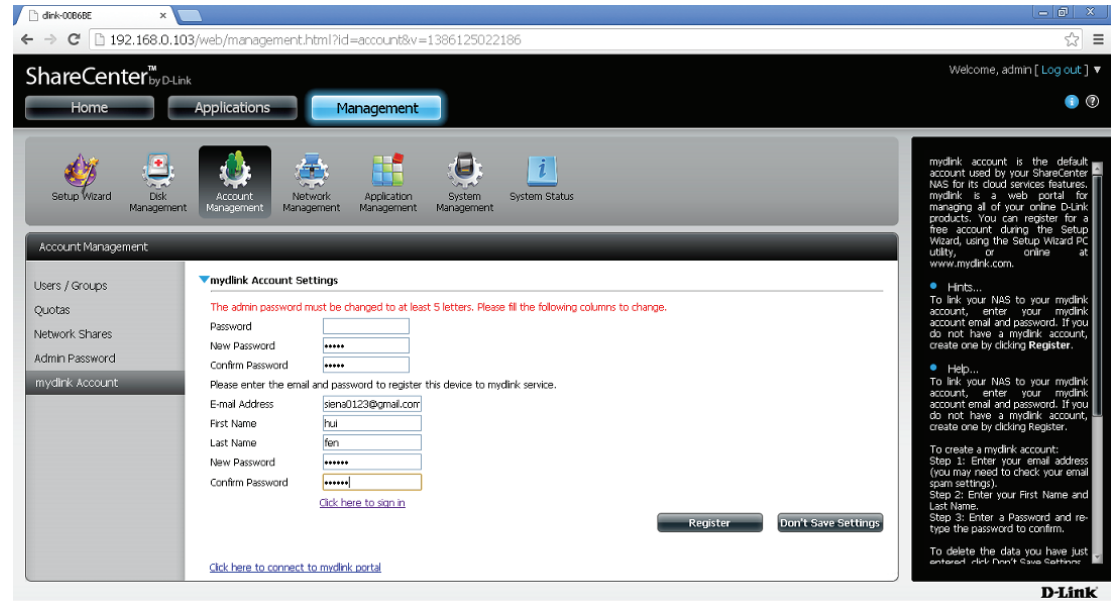 dlink-00B6BE
192.168.0.103/web/management.html?id=account&v=1386125022186
ShareCenter™ by D-Link
Welcome, admin [ Log out ] ▼
Home
Applications
Management
Setup Wizard
Disk
Management
Account
Management
Network
Management
Application
Management
System
Management
System Status
Account Management
Users / Groups
Quotas
Network Shares
Admin Password
mydlink Account
mydlink Account Settings
The admin password must be changed to at least 5 letters. Please fill the following columns to change.
Password
New Password •••••
Confirm Password •••••
Please enter the email and password to register this device to mydlink service.
E-mail Address siena0123@gmail.com
First Name hui
Last Name fen
New Password ••••••
Confirm Password ••••••
Click here to sign in
Register
Don't Save Settings
Click here to connect to mydlink portal
mydlink account is the default
account used by your ShareCenter
NAS for its cloud services features.
mydlink is a web portal for
managing all of your online D-Link
products. You can register for a
free account during the Setup
Wizard, using the Setup Wizard PC
utility, or online at
www.mydlink.com.
Hints...
To link your NAS to your mydlink
account, enter your mydlink
account email and password. If you
do not have a mydlink account,
create one by clicking Register.
Help...
To link your NAS to your mydlink
account, enter your mydlink
account email and password. If you
do not have a mydlink account,
create one by clicking Register.
To create a mydlink account:
Step 1: Enter your email address
(you may need to check your email
spam settings).
Step 2: Enter your First Name and
Last Name.
Step 3: Enter a Password and re-
type the password to confirm.
To delete the data you have just
entered, click Don't Save Settings
D-Link